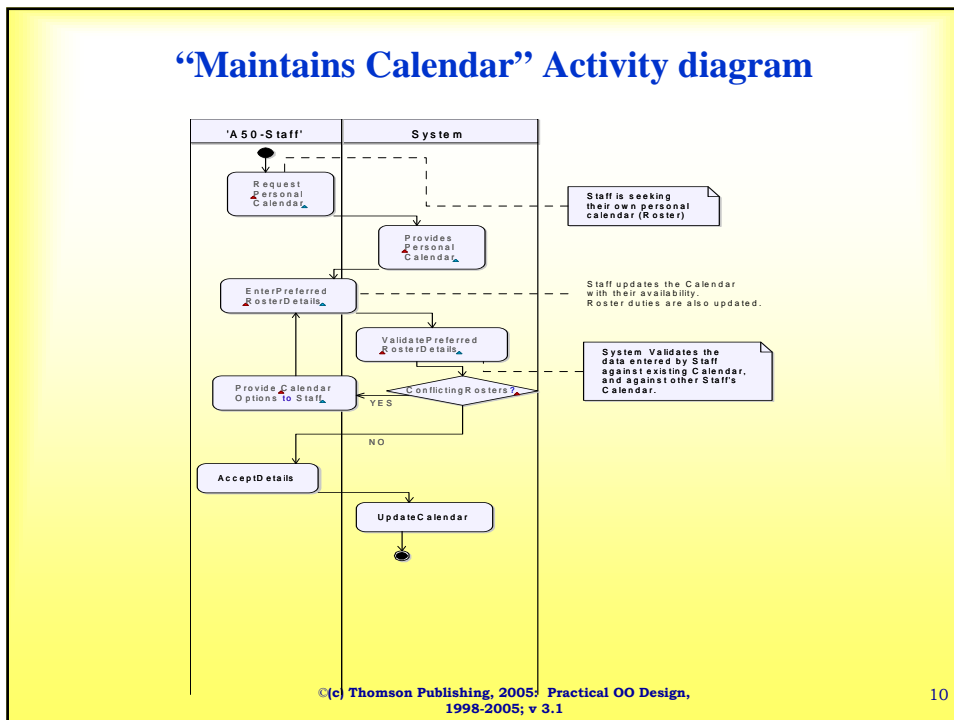 “Maintains Calendar” Activity diagram
'A50-Staff'
System
Request
Personal
Calendar
Staff is seeking
their own personal
calendar (Roster)
Provides
Personal
Calendar
EnterPreferred
RosterDetails
Staff updates the Calendar
with their availability.
Roster duties are also updated.
ValidatePreferred
RosterDetails
System Validates the
data entered by Staff
against existing Calendar,
and against other Staff's
Calendar.
Provide Calendar
Options to Staff
ConflictingRosters?
YES
NO
AcceptDetails
UpdateCalendar
©(c) Thomson Publishing, 2005: Practical OO Design,
1998-2005; v 3.1
10